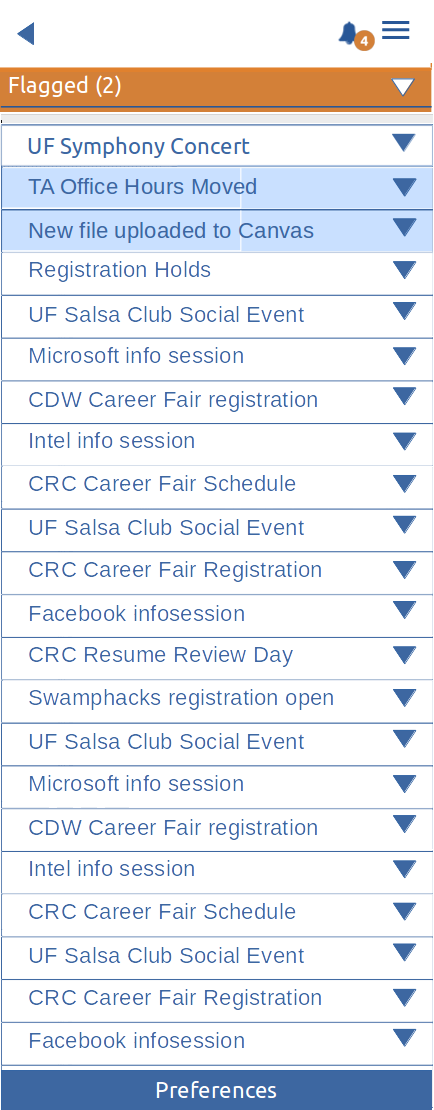 4
Flagged (2)
UF Symphony Concert
TA Office Hours Moved
New file uploaded to Canvas
Registration Holds
UF Salsa Club Social Event
Microsoft info session
CDW Career Fair registration
Intel info session
CRC Career Fair Schedule
UF Salsa Club Social Event
CRC Career Fair Registration
Facebook infosession
CRC Resume Review Day
Swamphacks registration open
UF Salsa Club Social Event
Microsoft info session
CDW Career Fair registration
Intel info session
CRC Career Fair Schedule
UF Salsa Club Social Event
CRC Career Fair Registration
Facebook infosession
Preferences